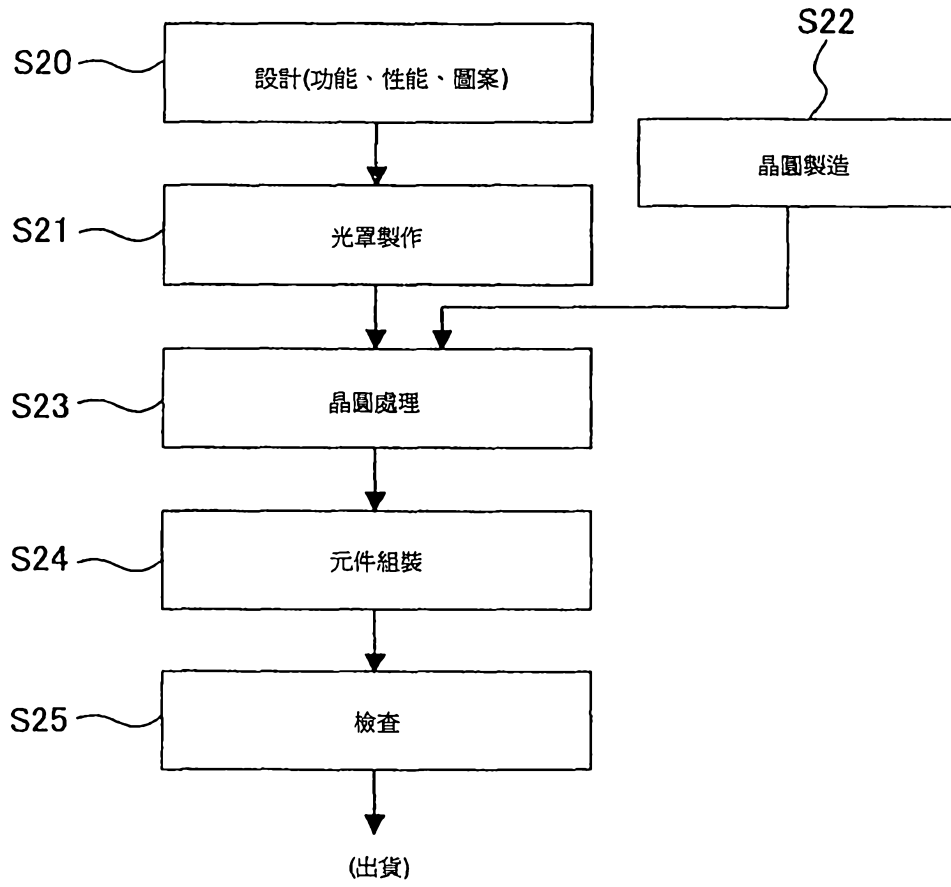 S20
設計(功能、性能、圖案)
S22
晶圓製造
S21
光罩製作
S23
晶圓處理
S24
元件組裝
S25
檢查
(出貨)